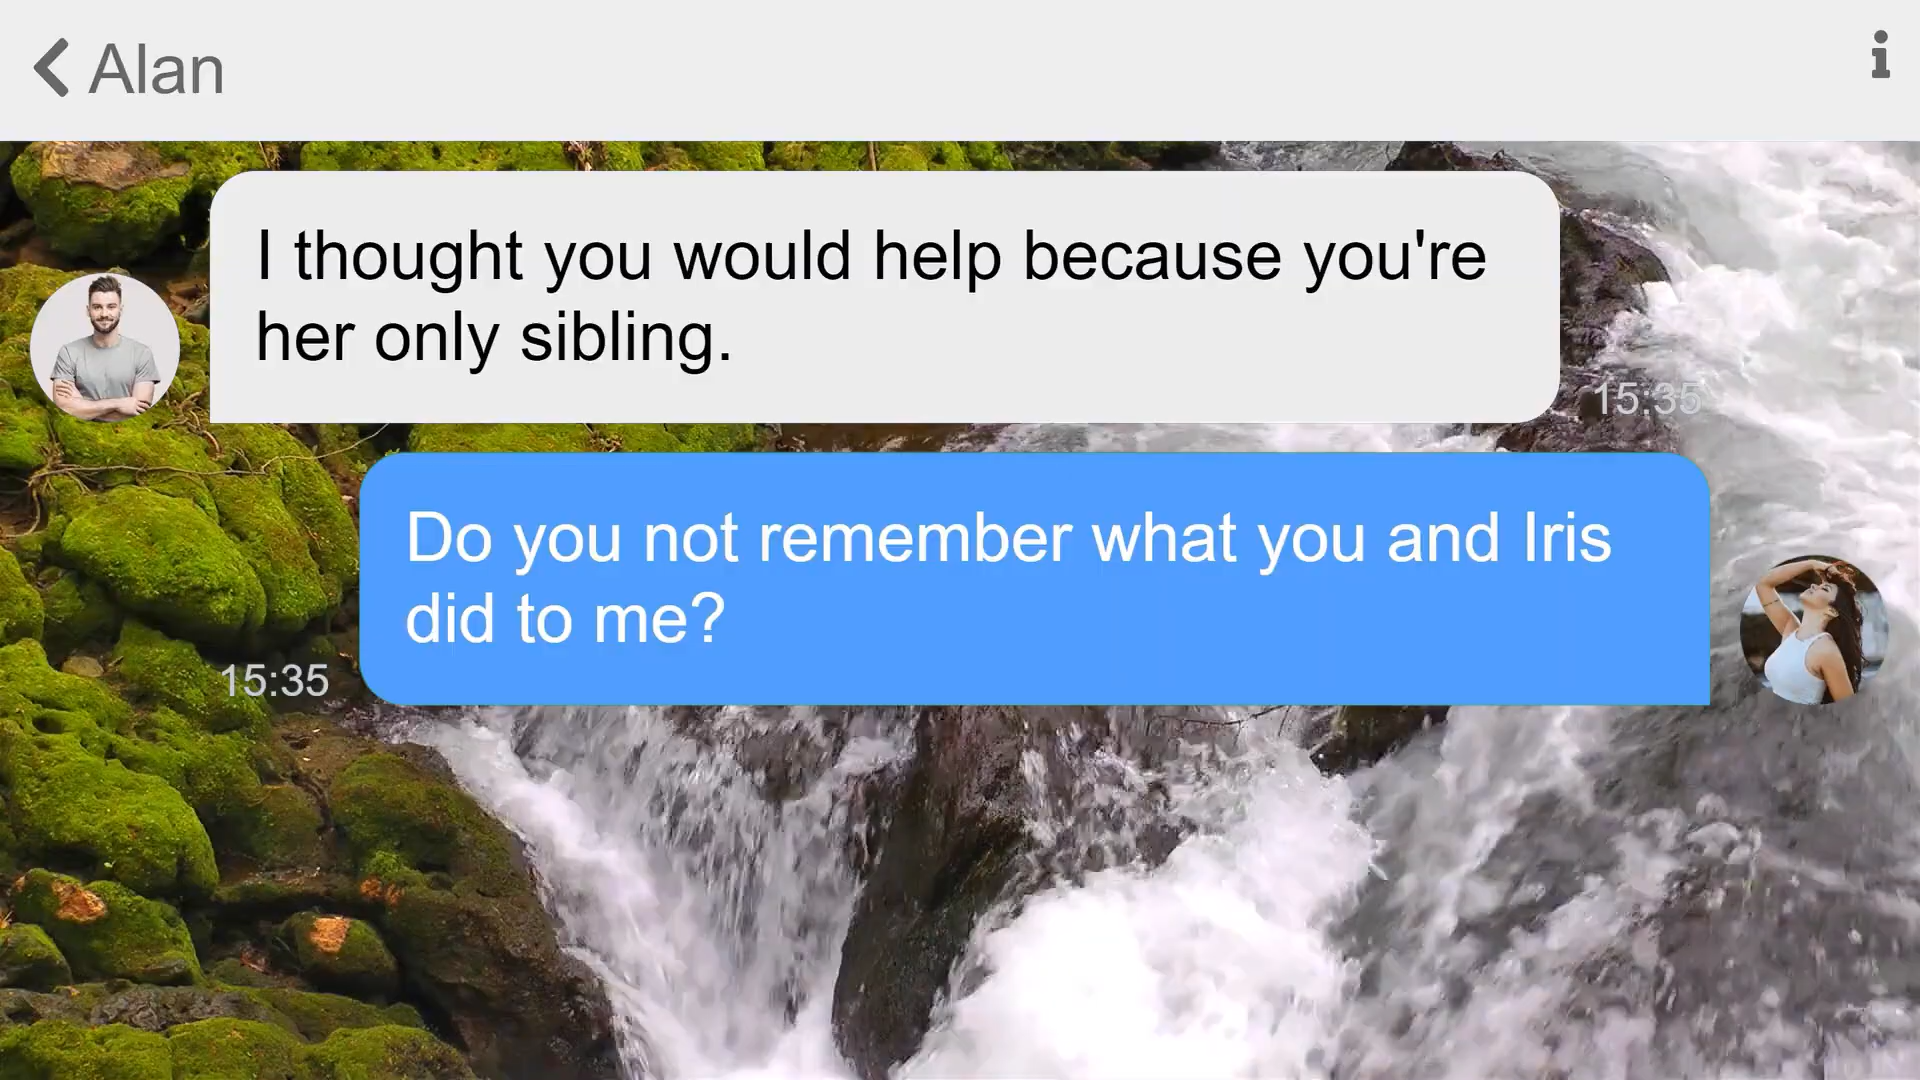 Alan
I thought you would help because you're
her only sibling.
15:35
Do you not remember what you and Iris
did to me?
15:35